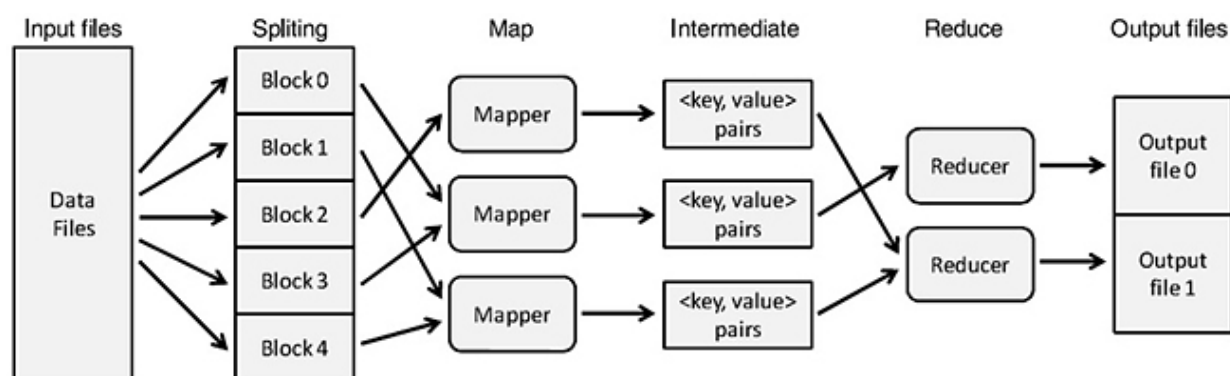 Input files
Spliting
Map
Intermediate
Reduce
Output files
Data
Files
Block 0
Block 1
Block 2
Block 3
Block 4
Mapper
Mapper
Mapper
<key, value>
pairs
<key, value>
pairs
<key, value>
pairs
Reducer
Reducer
Output
file 0
Output
file 1